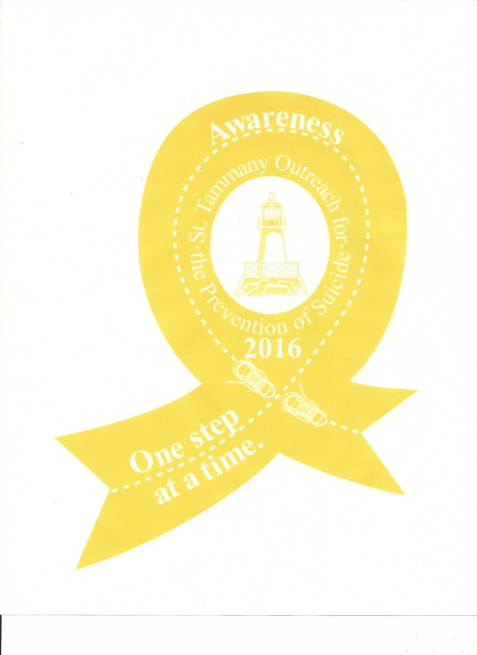 Awareness
·St. Tammany Outreach for·
the Prevention of Suicide
2016
One step
at a time.